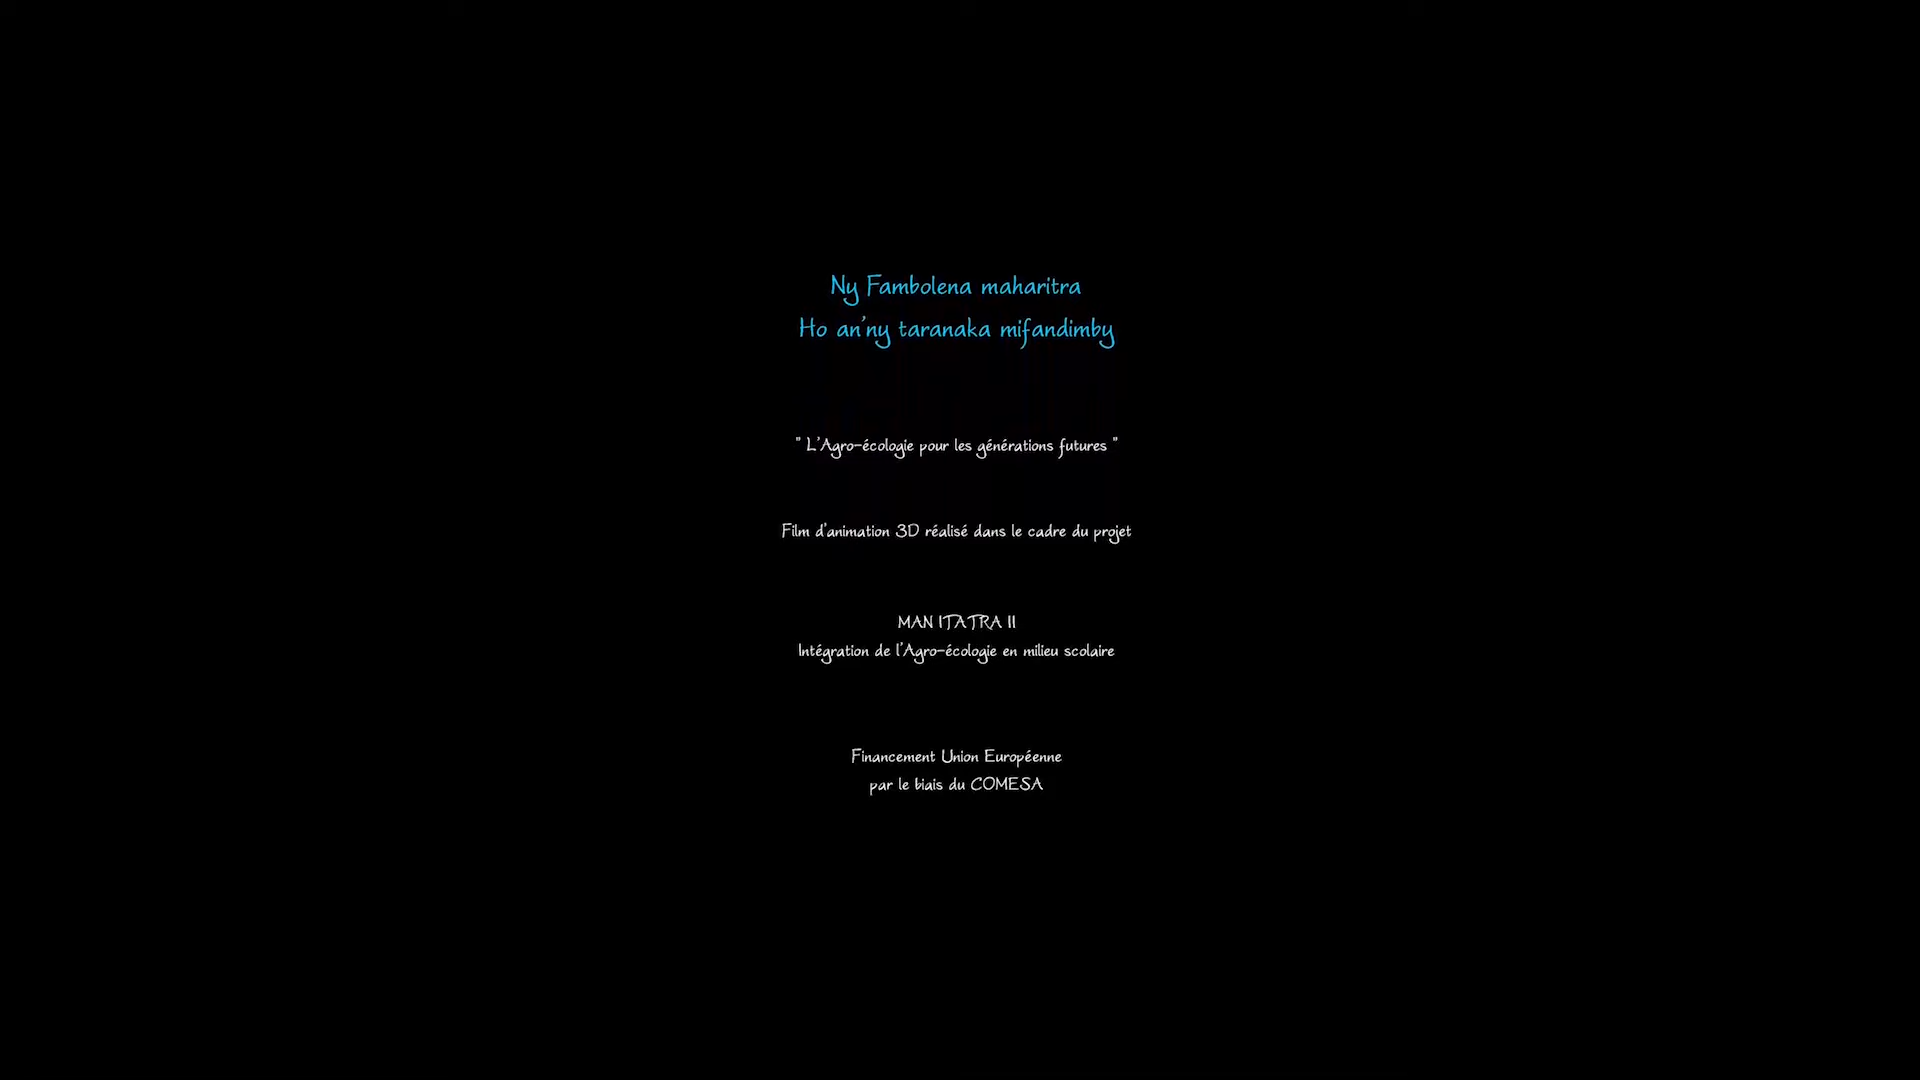 Ny Fambolena maharitra
Ho an'ny taranaka mifandimby
" L'Agro-écologie pour les générations futures "
Film d'animation 3D réalisé dans le cadre du projet
MANITATRA II
Intégration de l'Agro-écologie en milieu scolaire
Financement Union Européenne
par le biais du COMESA